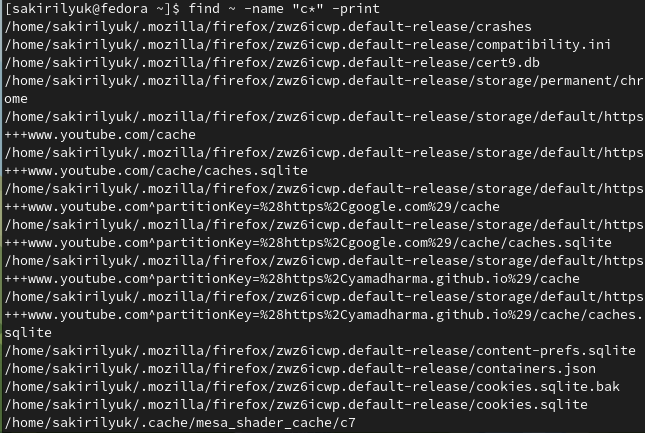 [sakirilyuk@fedora ~]$ find ~ -name "c*" -print
/home/sakirilyuk/.mozilla/firefox/zwz6icwp.default-release/crashes
/home/sakirilyuk/.mozilla/firefox/zwz6icwp.default-release/compatibility.ini
/home/sakirilyuk/.mozilla/firefox/zwz6icwp.default-release/cert9.db
/home/sakirilyuk/.mozilla/firefox/zwz6icwp.default-release/storage/permanent/chr
ome
/home/sakirilyuk/.mozilla/firefox/zwz6icwp.default-release/storage/default/https
+++www.youtube.com/cache
/home/sakirilyuk/.mozilla/firefox/zwz6icwp.default-release/storage/default/https
+++www.youtube.com/cache/caches.sqlite
/home/sakirilyuk/.mozilla/firefox/zwz6icwp.default-release/storage/default/https
+++www.youtube.com^partitionKey=%28https%2Cgoogle.com%29/cache
/home/sakirilyuk/.mozilla/firefox/zwz6icwp.default-release/storage/default/https
+++www.youtube.com^partitionKey=%28https%2Cgoogle.com%29/cache/caches.sqlite
/home/sakirilyuk/.mozilla/firefox/zwz6icwp.default-release/storage/default/https
+++www.youtube.com^partitionKey=%28https%2Cyamadharma.github.io%29/cache
/home/sakirilyuk/.mozilla/firefox/zwz6icwp.default-release/storage/default/https
+++www.youtube.com^partitionKey=%28https%2Cyamadharma.github.io%29/cache/caches.
sqlite
/home/sakirilyuk/.mozilla/firefox/zwz6icwp.default-release/content-prefs.sqlite
/home/sakirilyuk/.mozilla/firefox/zwz6icwp.default-release/containers.json
/home/sakirilyuk/.mozilla/firefox/zwz6icwp.default-release/cookies.sqlite.bak
/home/sakirilyuk/.mozilla/firefox/zwz6icwp.default-release/cookies.sqlite
/home/sakirilyuk/.cache/mesa_shader_cache/c7